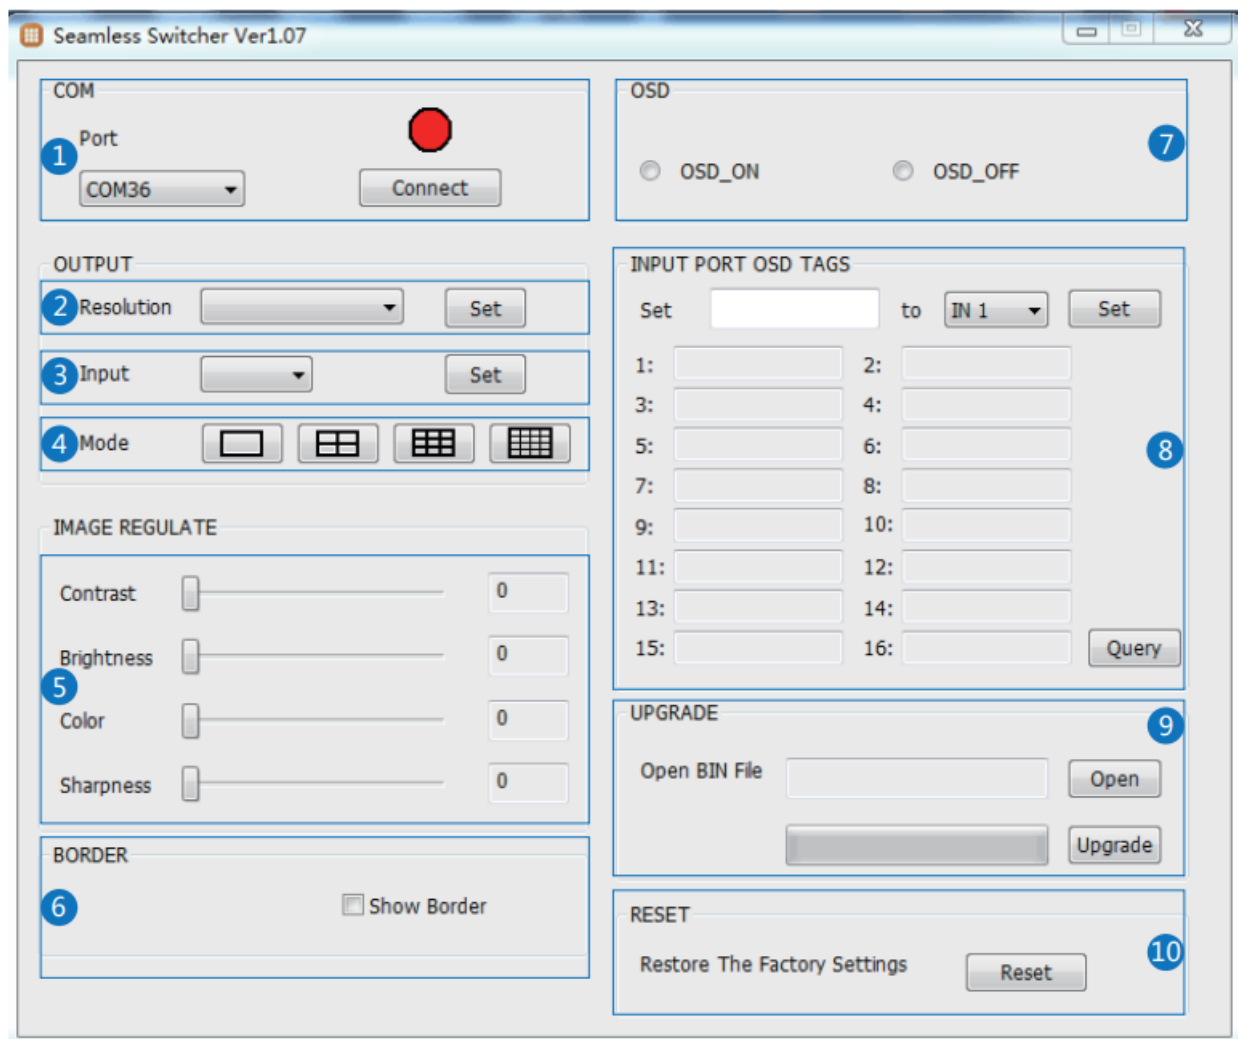 Seamless Switcher Ver1.07
COM
1
Port
COM36
Connect
OUTPUT
2 Resolution Set
3 Input Set
4 Mode
IMAGE REGULATE
Contrast 0
Brightness 0
5
Color 0
Sharpness 0
BORDER
6 Show Border
OSD
7
OSD_ON OSD_OFF
INPUT PORT OSD TAGS
Set to IN 1 Set
1: 2:
3: 4:
5: 6:
8
7: 8:
9: 10:
11: 12:
13: 14:
15: 16: Query
UPGRADE
9
Open BIN File Open
Upgrade
RESET
10
Restore The Factory Settings Reset